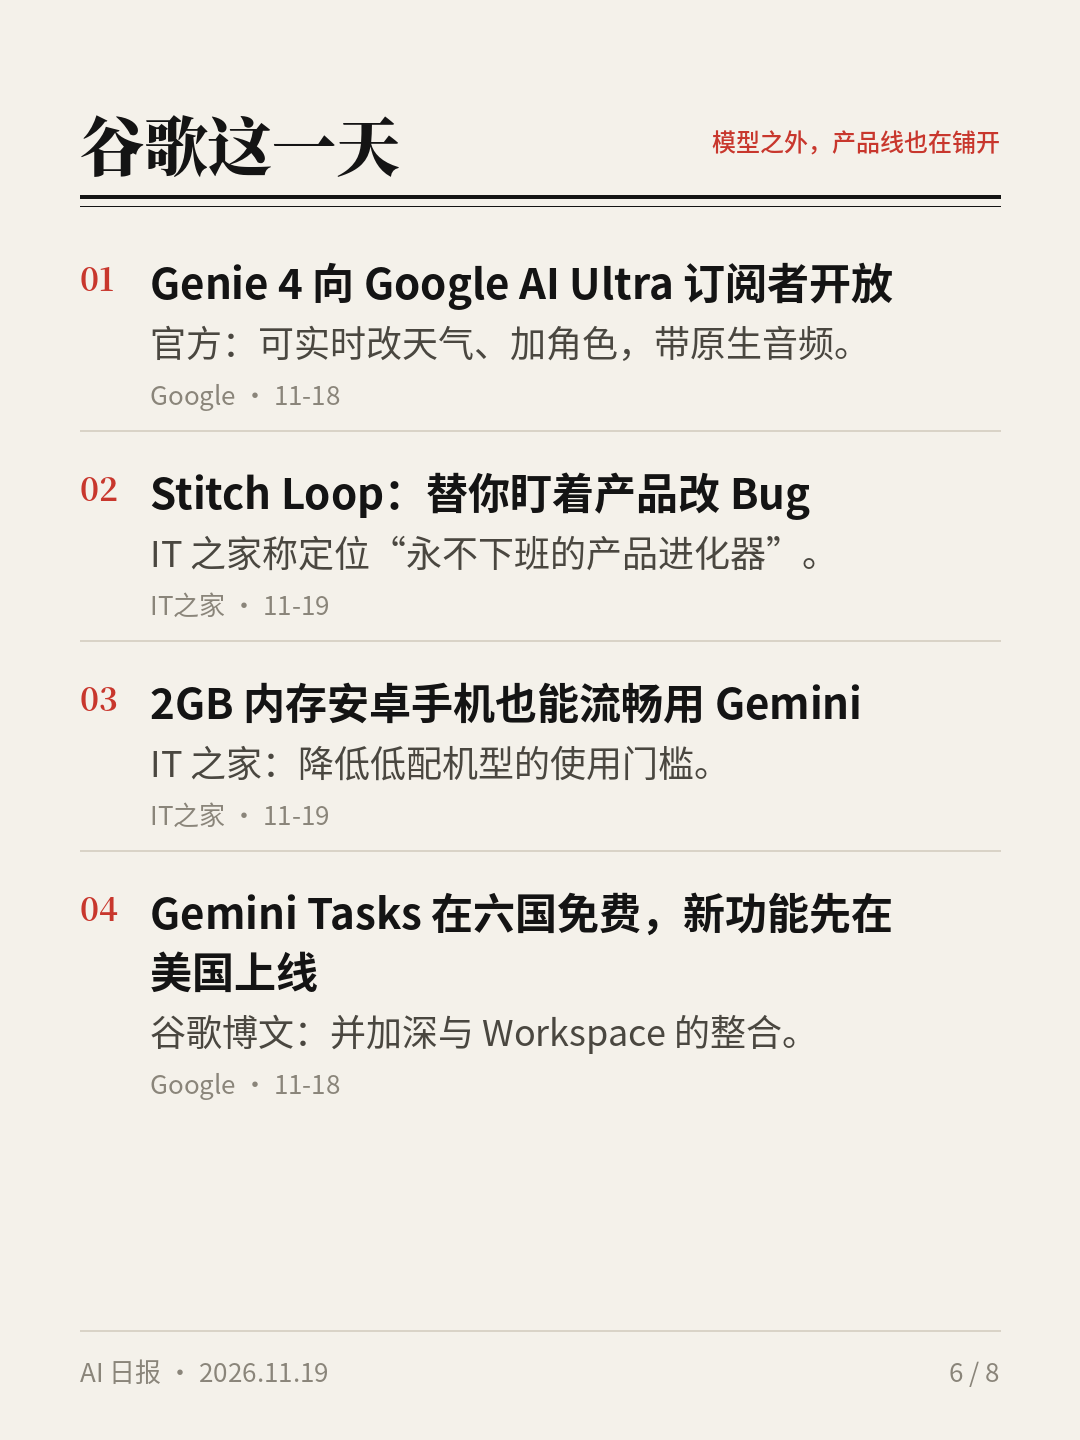 谷歌这一天
模型之外，产品线也在铺开
01
Genie 4 向 Google AI Ultra 订阅者开放
官方：可实时改天气、加角色，带原生音频。
Google · 11-18
02
Stitch Loop：替你盯着产品改 Bug
IT 之家称定位“永不下班的产品进化器”。
IT之家 · 11-19
03
2GB 内存安卓手机也能流畅用 Gemini
IT 之家：降低低配机型的使用门槛。
IT之家 · 11-19
04
Gemini Tasks 在六国免费，新功能先在
美国上线
谷歌博文：并加深与 Workspace 的整合。
Google · 11-18
AI 日报 · 2026.11.19
6 / 8